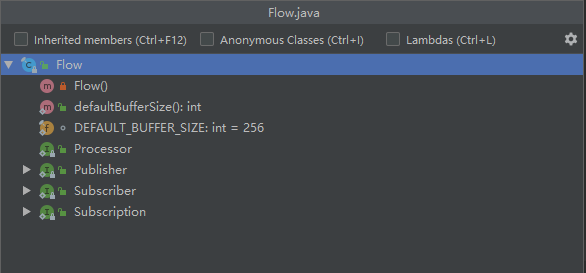 Flow.java
Inherited members (Ctrl+F12) Anonymous Classes (Ctrl+I) Lambdas (Ctrl+L)
Flow
Flow()
defaultBufferSize(): int
DEFAULT_BUFFER_SIZE: int = 256
Processor
Publisher
Subscriber
Subscription